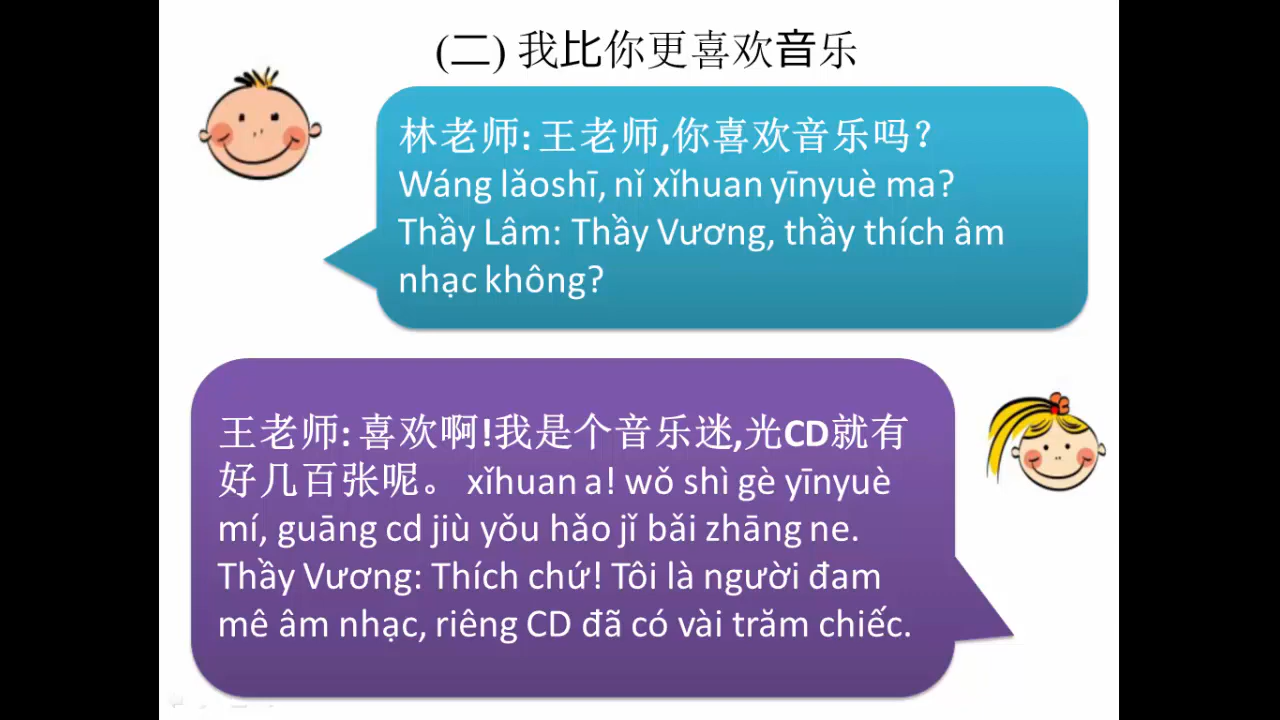 (二) 我比你更喜欢音乐
林老师: 王老师,你喜欢音乐吗?
Wáng lǎoshī, nǐ xǐhuan yīnyuè ma?
Thầy Lâm: Thầy Vương, thầy thích âm
nhạc không?
王老师: 喜欢啊!我是个音乐迷,光CD就有
好几百张呢。 xǐhuan a! wǒ shì gè yīnyuè
mí, guāng cd jiù yǒu hǎo jǐ bǎi zhāng ne.
Thầy Vương: Thích chứ! Tôi là người đam
mê âm nhạc, riêng CD đã có vài trăm chiếc.